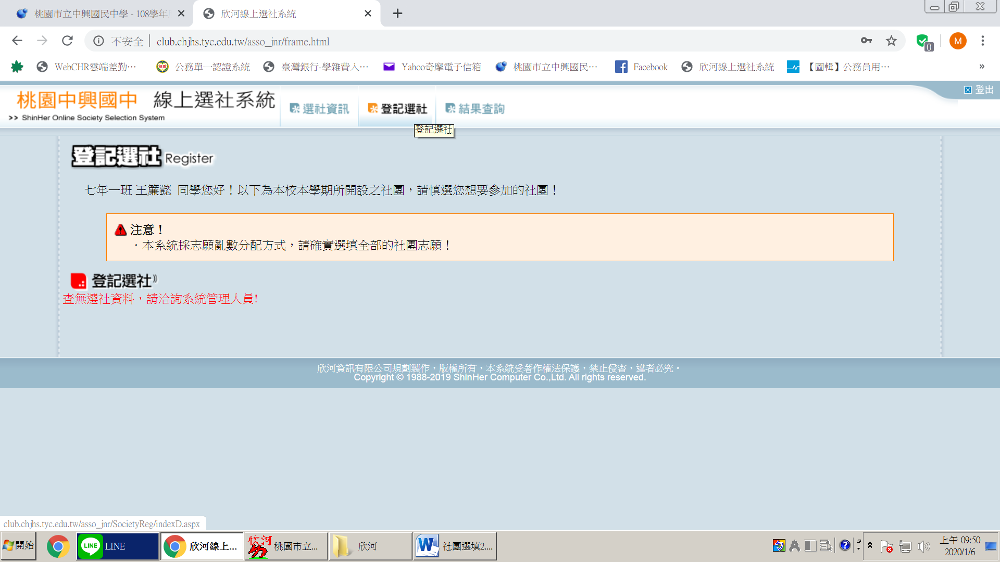 桃園市立中興國民中學 - 108學年
欣河線上選社系統
不安全
club.chjhs.tyc.edu.tw/asso_jnr/frame.html
0
M
WebCHR雲端差勤…
公務單一認證系統
臺灣銀行-學雜費入…
Yahoo奇摩電子信箱
桃園市立中興國民…
Facebook
欣河線上選社系統
【圖輯】公務員用…
»
登出
桃園中興國中 線上選社系統
>> ShinHer Online Society Selection System
選社資訊
登記選社
結果查詢
登記選社
登記選社 Register
七年一班 王簾懿 同學您好！以下為本校本學期所開設之社團，請慎選您想要參加的社團！
注意！
．本系統採志願亂數分配方式，請確實選填全部的社團志願！
登記選社
查無選社資料，請洽詢系統管理人員!
欣河資訊有限公司規劃製作，版權所有，本系統受著作權法保護，禁止侵害，違者必究。
Copyright © 1988-2019 ShinHer Computer Co.,Ltd. All rights reserved.
club.chjhs.tyc.edu.tw/asso_jnr/SocietyReg/indexD.aspx
開始
LINE
LINE
欣河線上...
欣河
桃園市立...
欣河
社團選填2....
上午 09:50
2020/1/6